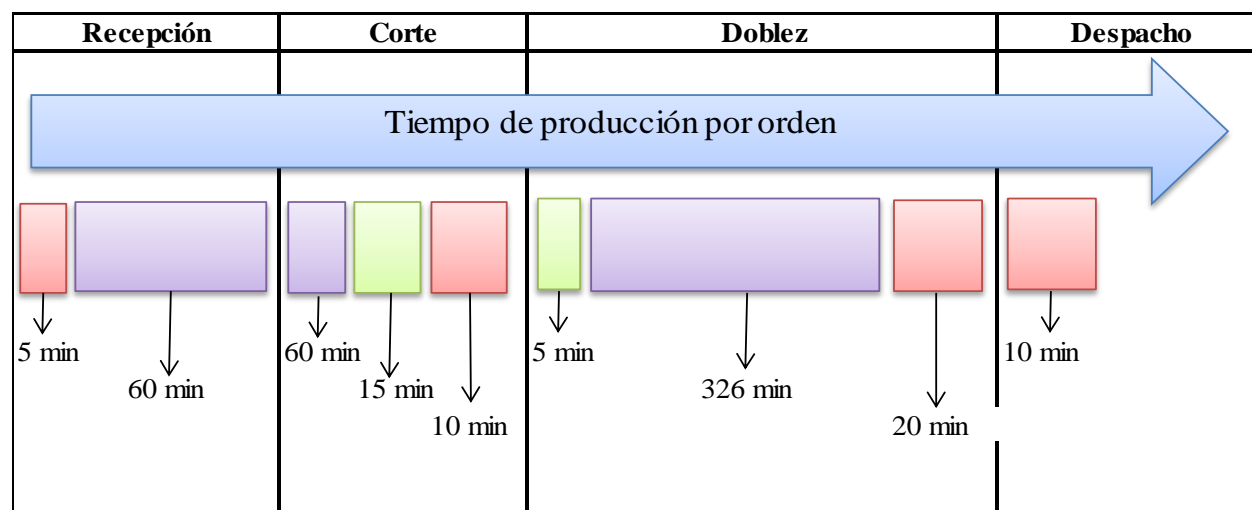 Recepción
Corte
Doblez
Despacho
Tiempo de producción por orden
5 min
60 min
60 min
15 min
10 min
5 min
326 min
20 min
10 min